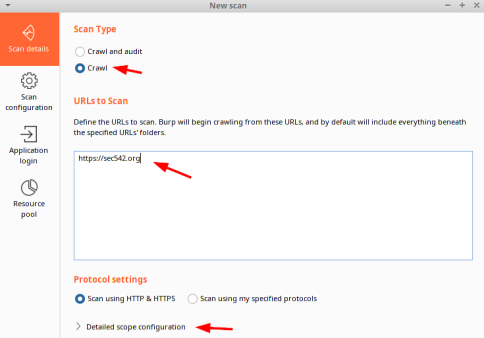 New scan
Scan details
Scan
configuration
Application
login
Resource
pool
Scan Type
Crawl and audit
Crawl
URLs to Scan
Define the URLs to scan. Burp will begin crawling from these URLs, and by default will include everything beneath
the specified URLs' folders.
https://sec542.org
Protocol settings
Scan using HTTP & HTTPS
Scan using my specified protocols
Detailed scope configuration